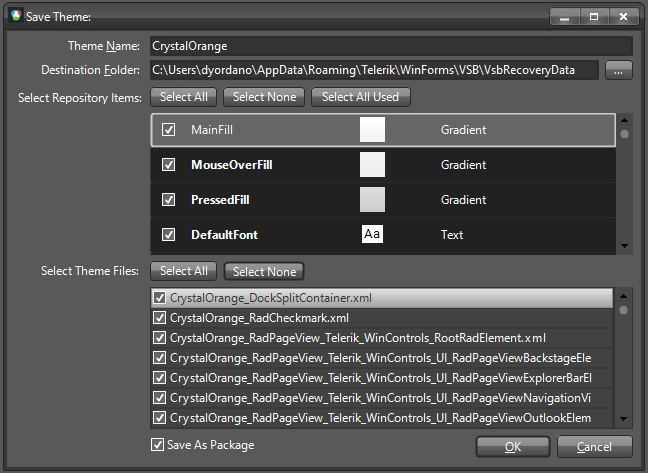 Save Theme:
Theme Name: CrystalOrange
Destination Folder: C:\Users\dyordano\AppData\Roaming\Telerik\WinForms\VSB\VsbRecoveryData ...
Select Repository Items: Select All Select None Select All Used
MainFill Gradient
MouseOverFill Gradient
PressedFill Gradient
DefaultFont Aa Text
Select Theme Files: Select All Select None
CrystalOrange_DockSplitContainer.xml
CrystalOrange_RadCheckmark.xml
CrystalOrange_RadPageView_Telerik_WinControls_RootRadElement.xml
CrystalOrange_RadPageView_Telerik_WinControls_UI_RadPageViewBackstageEle
CrystalOrange_RadPageView_Telerik_WinControls_UI_RadPageViewExplorerBarEl
CrystalOrange_RadPageView_Telerik_WinControls_UI_RadPageViewNavigationVi
CrystalOrange_RadPageView_Telerik_WinControls_UI_RadPageViewOutlookElem
Save As Package OK Cancel